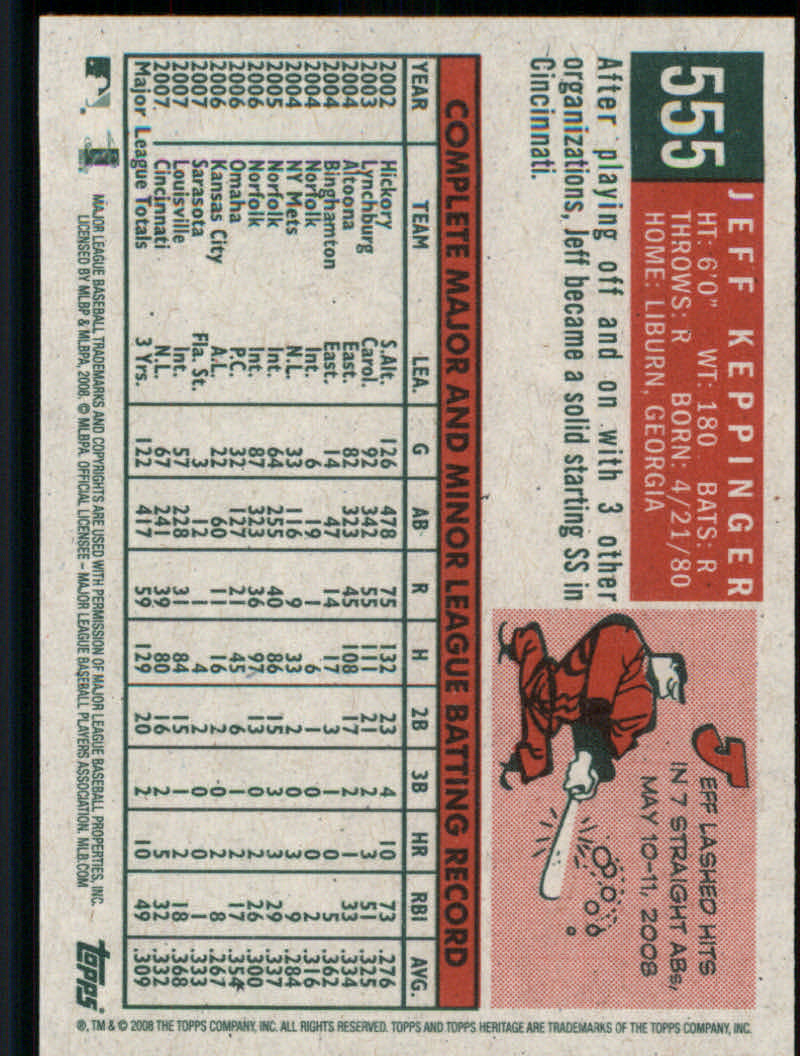 555
JEFF KEPPINGER
HT: 6'0" WT: 180 BATS: R
THROWS: R BORN: 4/21/80
HOME: LIBURN, GEORGIA
After playing off and on with 3 other
organizations, Jeff became a solid starting SS in
Cincinnati.
JEFF LASHED HITS
IN 7 STRAIGHT ABs,
MAY 10-11, 2008
COMPLETE MAJOR AND MINOR LEAGUE BATTING RECORD
YEAR TEAM LEA. G AB R H 2B 3B HR RBI AVG.
2002 Hickory S.Alt. 126 478 75 132 23 4 10 73 .276
2003 Lynchburg Carol. 92 342 55 111 21 2 3 51 .325
2004 Altoona East. 82 323 45 108 17 2 1 33 .334
2004 Binghamton East. 14 47 14 17 3 1 0 5 .362
2004 Norfolk Int. 6 19 1 6 1 0 0 2 .316
2004 NY Mets N.L. 33 116 9 33 2 0 3 9 .284
2005 Norfolk Int. 64 255 40 86 15 3 3 29 .337
2006 Norfolk Int. 87 323 36 97 13 0 2 26 .300
2006 Omaha P.C. 32 127 21 45 6 1 2 17 .354
2006 Kansas City A.L. 22 60 11 16 2 0 2 8 .267
2007 Sarasota Fla. St. 3 12 1 4 2 0 0 1 .333
2007 Louisville Int. 57 228 31 84 15 1 2 18 .368
2007 Cincinnati N.L. 67 241 39 80 16 2 5 32 .332
Major League Totals 3 Yrs. 122 417 59 129 20 2 10 49 .309
MAJOR LEAGUE BASEBALL TRADEMARKS AND COPYRIGHTS ARE USED WITH PERMISSION OF MAJOR LEAGUE BASEBALL PROPERTIES, INC.
LICENSED BY MLBP & MLBPA, 2008. © MLBPA. OFFICIAL LICENSEE – MAJOR LEAGUE BASEBALL PLAYERS ASSOCIATION. MLB.COM
topps
®, TM & © 2008 THE TOPPS COMPANY, INC. ALL RIGHTS RESERVED. TOPPS AND TOPPS HERITAGE ARE TRADEMARKS OF THE TOPPS COMPANY, INC.